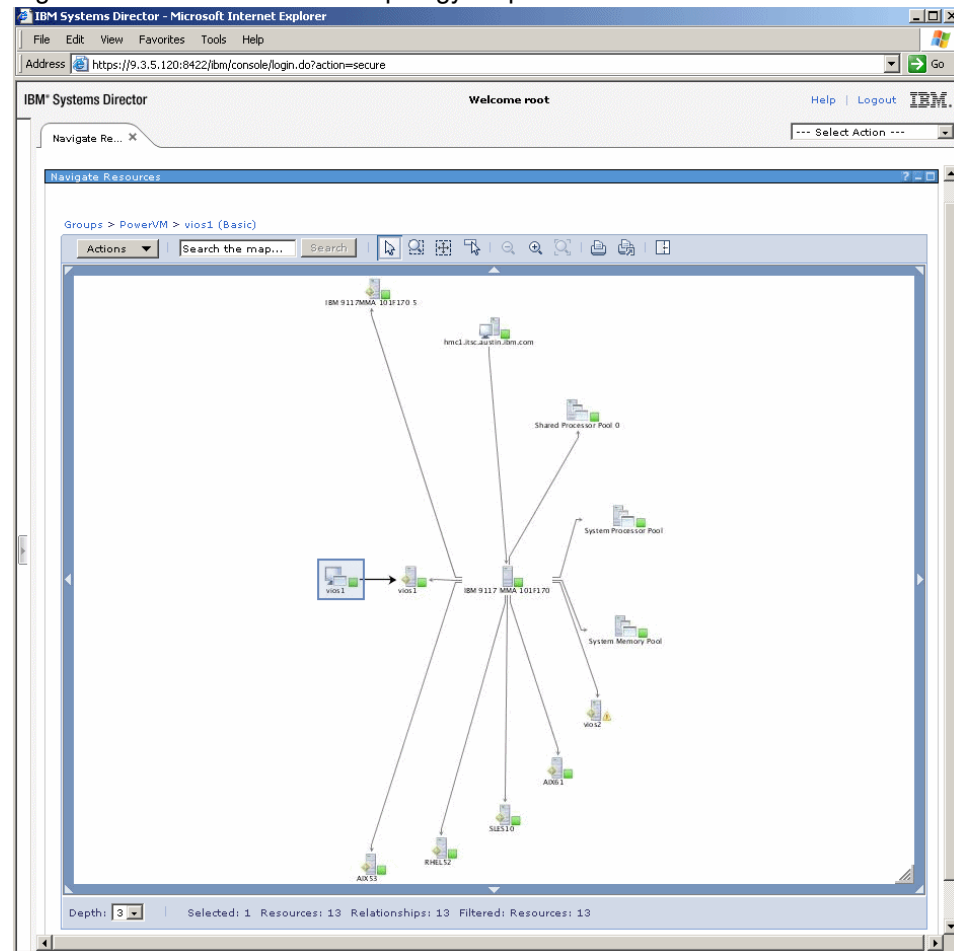 IBM Systems Director - Microsoft Internet Explorer
File Edit View Favorites Tools Help
Address https://9.3.5.120:8422/ibm/console/login.do?action=secure Go
IBM® Systems Director Welcome root Help | Logout IBM.
Navigate Re... --- Select Action ---
Navigate Resources
Groups > PowerVM > vios1 (Basic)
Actions Search the map... Search
IBM 9117MMA 101F170 5
hmc1.itsc.austin.ibm.com
Shared Processor Pool 0
System Processor Pool
vios1 vios1 IBM 9117 MMA 101F170
System Memory Pool
vios2
AIX61
SLES10
RHEL52
AIX53
Depth: 3 Selected: 1 Resources: 13 Relationships: 13 Filtered: Resources: 13